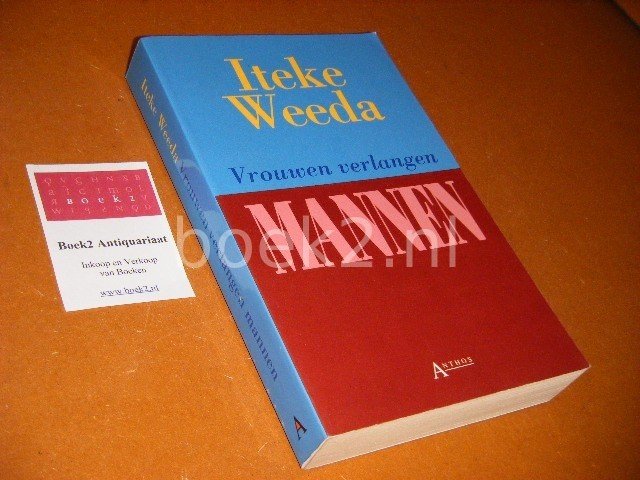 Iteke
Weeda
Vrouwen verlangen
MANNEN
ANTHOS
Iteke Weeda Vrouwen verlangen mannen
A
BOEK2
Boek2 Antiquariaat
Inkoop en Verkoop
van Boeken
www.boek2.nl
boek2.nl